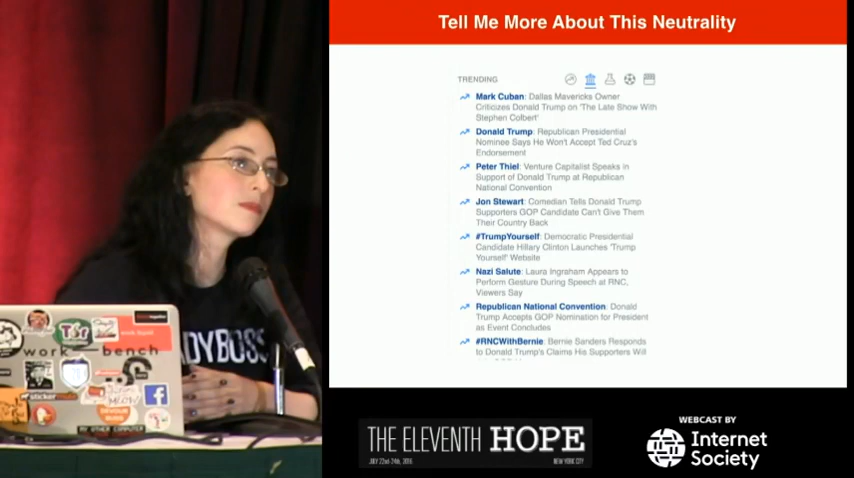 Tell Me More About This Neutrality
TRENDING
Mark Cuban: Dallas Mavericks Owner
Criticizes Donald Trump on 'The Late Show With
Stephen Colbert'
Donald Trump: Republican Presidential
Nominee Says He Won't Accept Ted Cruz's
Endorsement
Peter Thiel: Venture Capitalist Speaks in
Support of Donald Trump at Republican
National Convention
Jon Stewart: Comedian Tells Donald Trump
Supporters GOP Candidate Can't Give Them
Their Country Back
#TrumpYourself: Democratic Presidential
Candidate Hillary Clinton Launches 'Trump
Yourself' Website
Nazi Salute: Laura Ingraham Appears to
Perform Gesture During Speech at RNC,
Viewers Say
Republican National Convention: Donald
Trump Accepts GOP Nomination for President
as Event Concludes
#RNCWithBernie: Bernie Sanders Responds
to Donald Trump's Claims His Supporters Will
ADYBOSS
Tor
work bench
stickermule
MY OTHER COMPUTER
f
THE ELEVENTH HOPE
JULY 22nd-24th, 2016
NEW YORK CITY
WEBCAST BY
Internet
Society